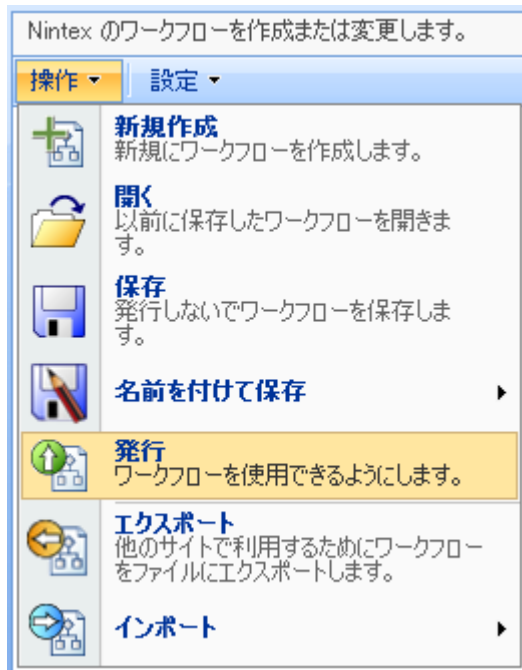 Nintex のワークフローを作成または変更します。
操作 設定
新規作成
新規にワークフローを作成します。
開く
以前に保存したワークフローを開きま
す。
保存
発行しないでワークフローを保存しま
す。
名前を付けて保存
発行
ワークフローを使用できるようにします。
エクスポート
他のサイトで利用するためにワークフロー
をファイルにエクスポートします。
インポート